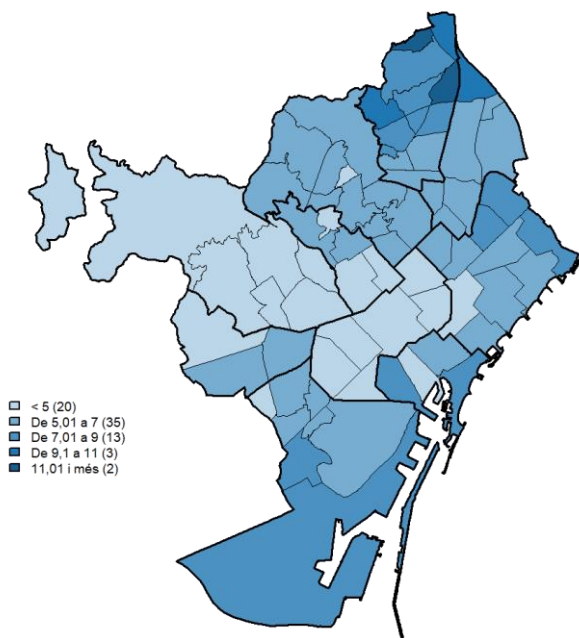 < 5 (20)
De 5,01 a 7 (35)
De 7,01 a 9 (13)
De 9,1 a 11 (3)
11,01 i més (2)